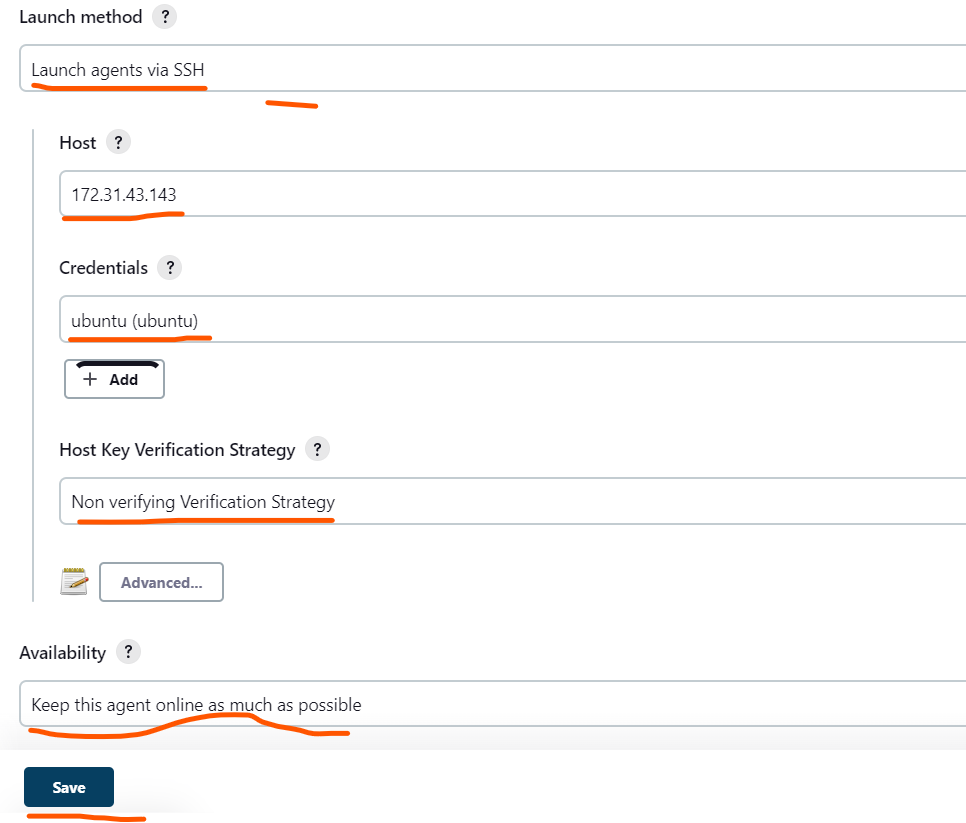 Launch method ?
Launch agents via SSH
Host ?
172.31.43.143
Credentials ?
ubuntu (ubuntu)
+ Add
Host Key Verification Strategy ?
Non verifying Verification Strategy
Advanced...
Availability ?
Keep this agent online as much as possible
Save